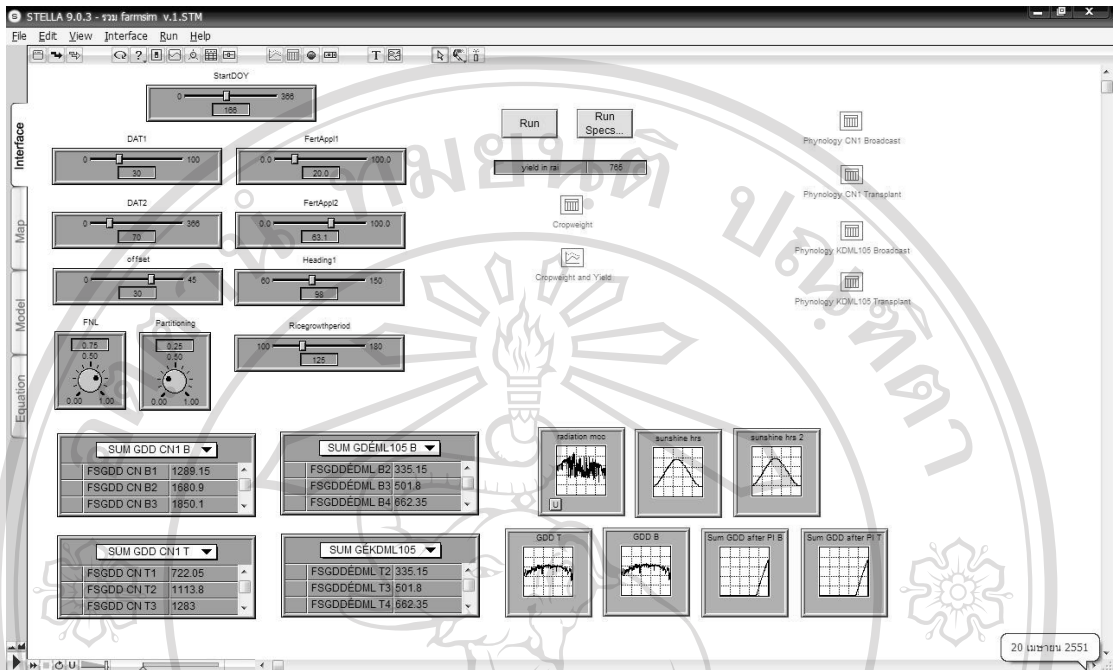 STELLA 9.0.3 - รวม farmsim v.1.STM
File Edit View Interface Run Help
Interface
Map
Model
Equation
StartDOY
0 366
166
DAT1
0 100
30
FertAppl1
0.0 100.0
20.0
DAT2
0 366
70
FertAppl2
0.0 100.0
63.1
offset
0 45
30
Heading1
60 150
98
FNL
0.75
0.50
0.00 1.00
Partitioning
0.25
0.50
0.00 1.00
Ricegrowthperiod
100 180
125
Run
Run Specs...
yield in rai 765
Cropweight
Cropweight and Yield
Phynology CN1 Broadcast
Phynology CN1 Transplant
Phynology KDML105 Broadcast
Phynology KDML105 Transplant
SUM GDD CN1 B
FSGDD CN B1 1289.15
FSGDD CN B2 1680.9
FSGDD CN B3 1850.1
SUM GDÉML105 B
FSGDDÉDML B2 335.15
FSGDDÉDML B3 501.8
FSGDDÉDML B4 662.35
SUM GDD CN1 T
FSGDD CN T1 722.05
FSGDD CN T2 1113.8
FSGDD CN T3 1283
SUM GÉKDML105
FSGDDÉDML T2 335.15
FSGDDÉDML T3 501.8
FSGDDÉDML T4 662.35
radiation moc
U
sunshine hrs
sunshine hrs 2
GDD T
GDD B
Sum GDD after PI B
Sum GDD after PI T
U
20 เมษายน 2551